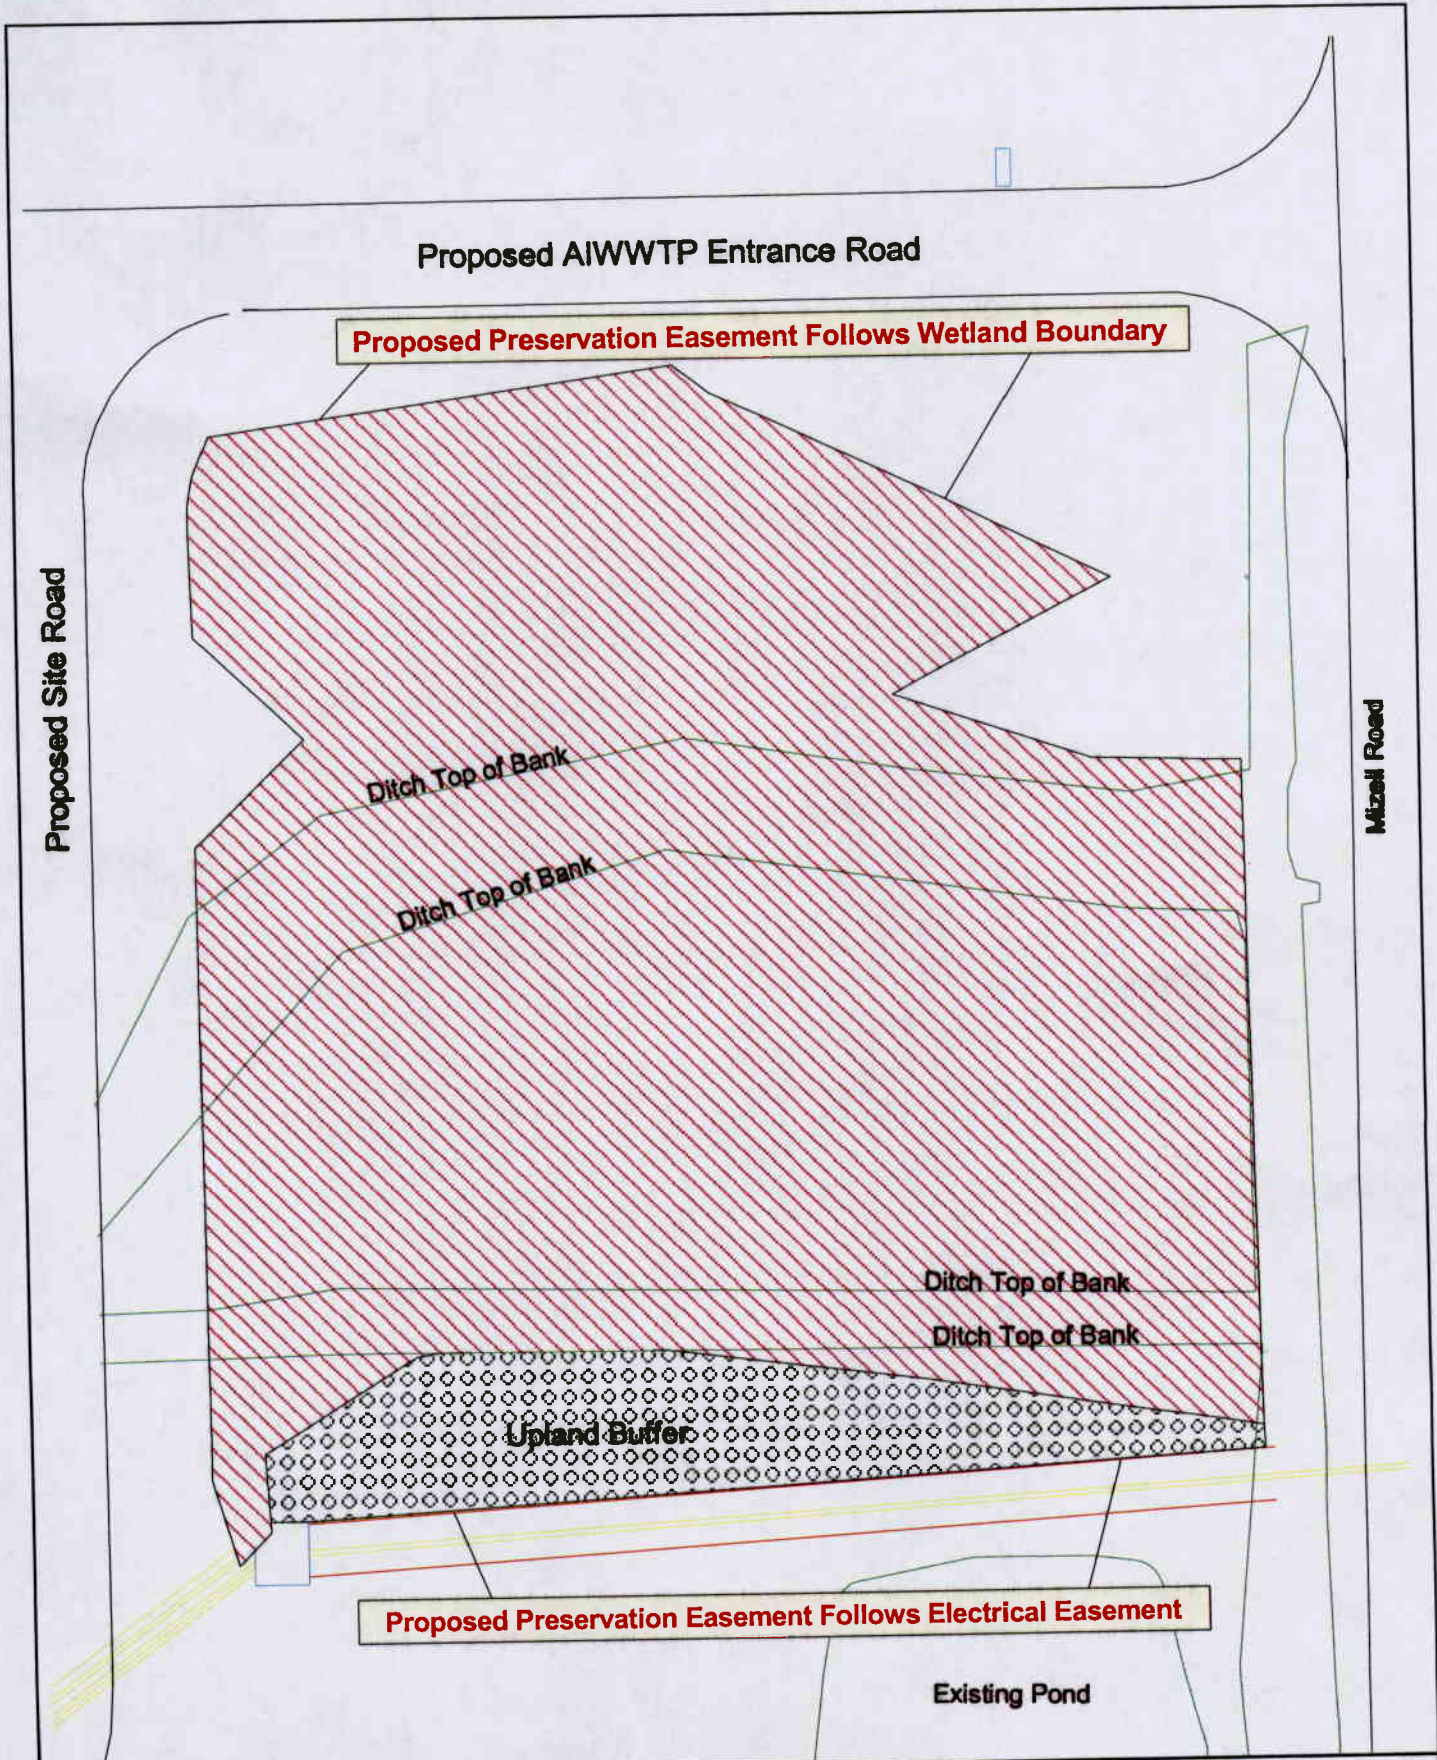 Proposed AIWWTP Entrance Road
Proposed Preservation Easement Follows Wetland Boundary
Proposed Site Road
Mizell Road
Ditch Top of Bank
Ditch Top of Bank
Ditch Top of Bank
Ditch Top of Bank
Upland Buffer
Proposed Preservation Easement Follows Electrical Easement
Existing Pond